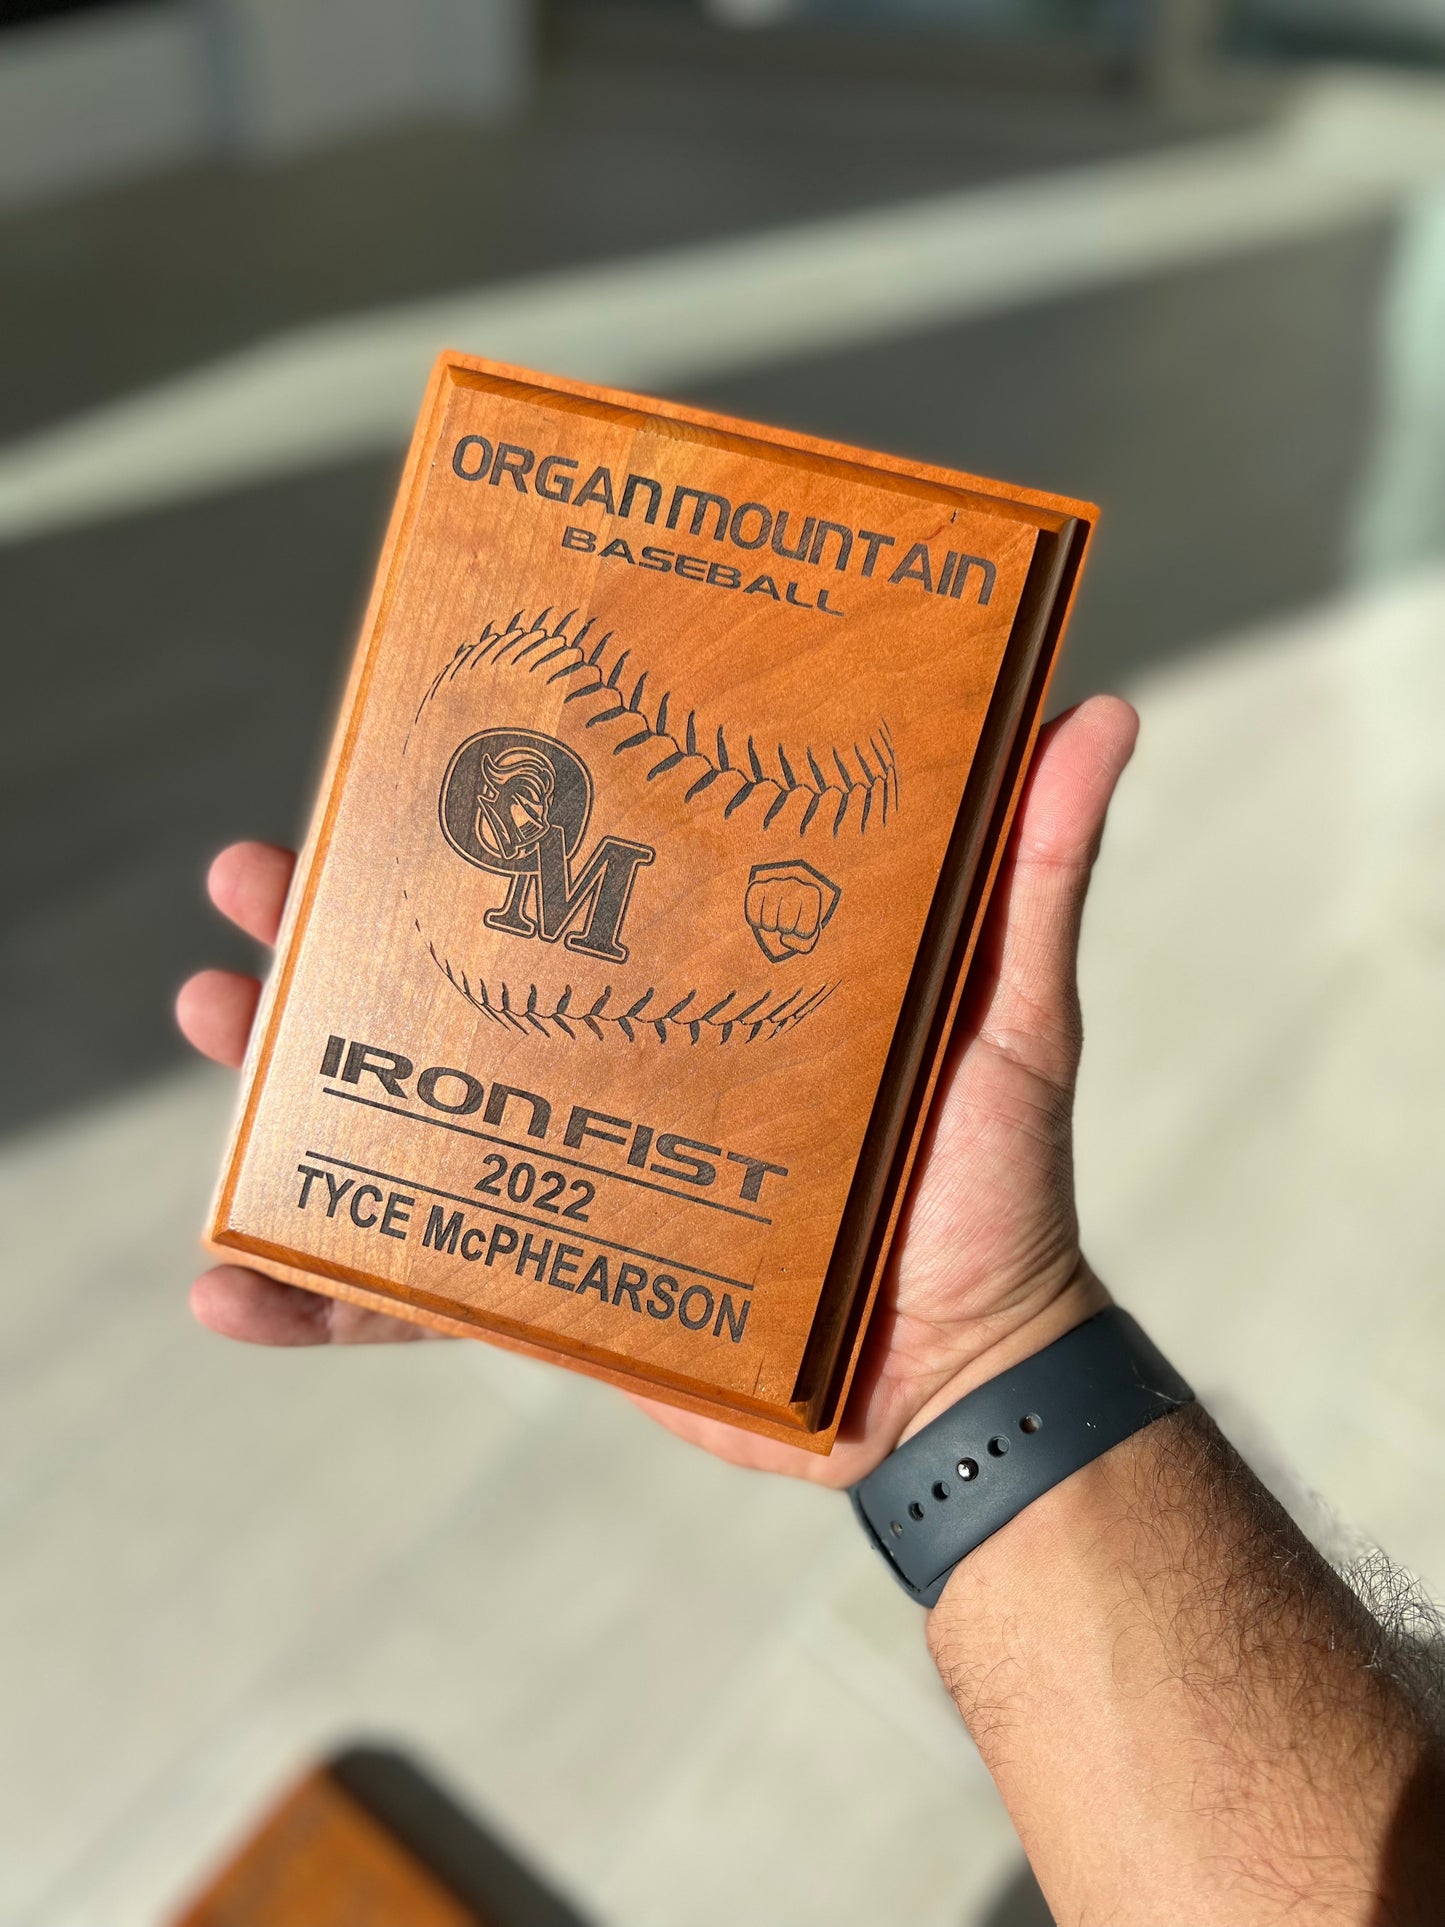 ORGAN MOUNTAIN
BASEBALL
OM
IRON FIST
2022
TYCE McPHEARSON